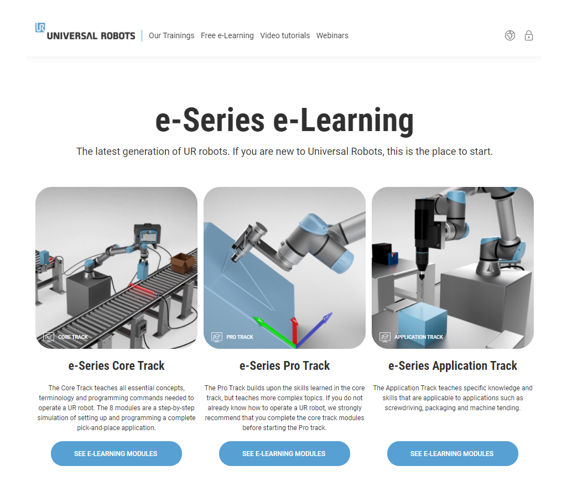 UR
UNIVERSAL ROBOTS
Our Trainings Free e-Learning Video tutorials Webinars
e-Series e-Learning
The latest generation of UR robots. If you are new to Universal Robots, this is the place to start.
CORE TRACK
PRO TRACK
APPLICATION TRACK
e-Series Core Track
The Core Track teaches all essential concepts,
terminology and programming commands needed to
operate a UR robot. The 8 modules are a step-by-step
simulation of setting up and programming a complete
pick-and-place application.
SEE E-LEARNING MODULES
e-Series Pro Track
The Pro Track builds upon the skills learned in the core
track, but teaches more complex topics. If you do not
already know how to operate a UR robot, we strongly
recommend that you complete the core track modules
before starting the Pro track.
SEE E-LEARNING MODULES
e-Series Application Track
The Application Track teaches specific knowledge and
skills that are applicable to applications such as
screwdriving, packaging and machine tending.
SEE E-LEARNING MODULES